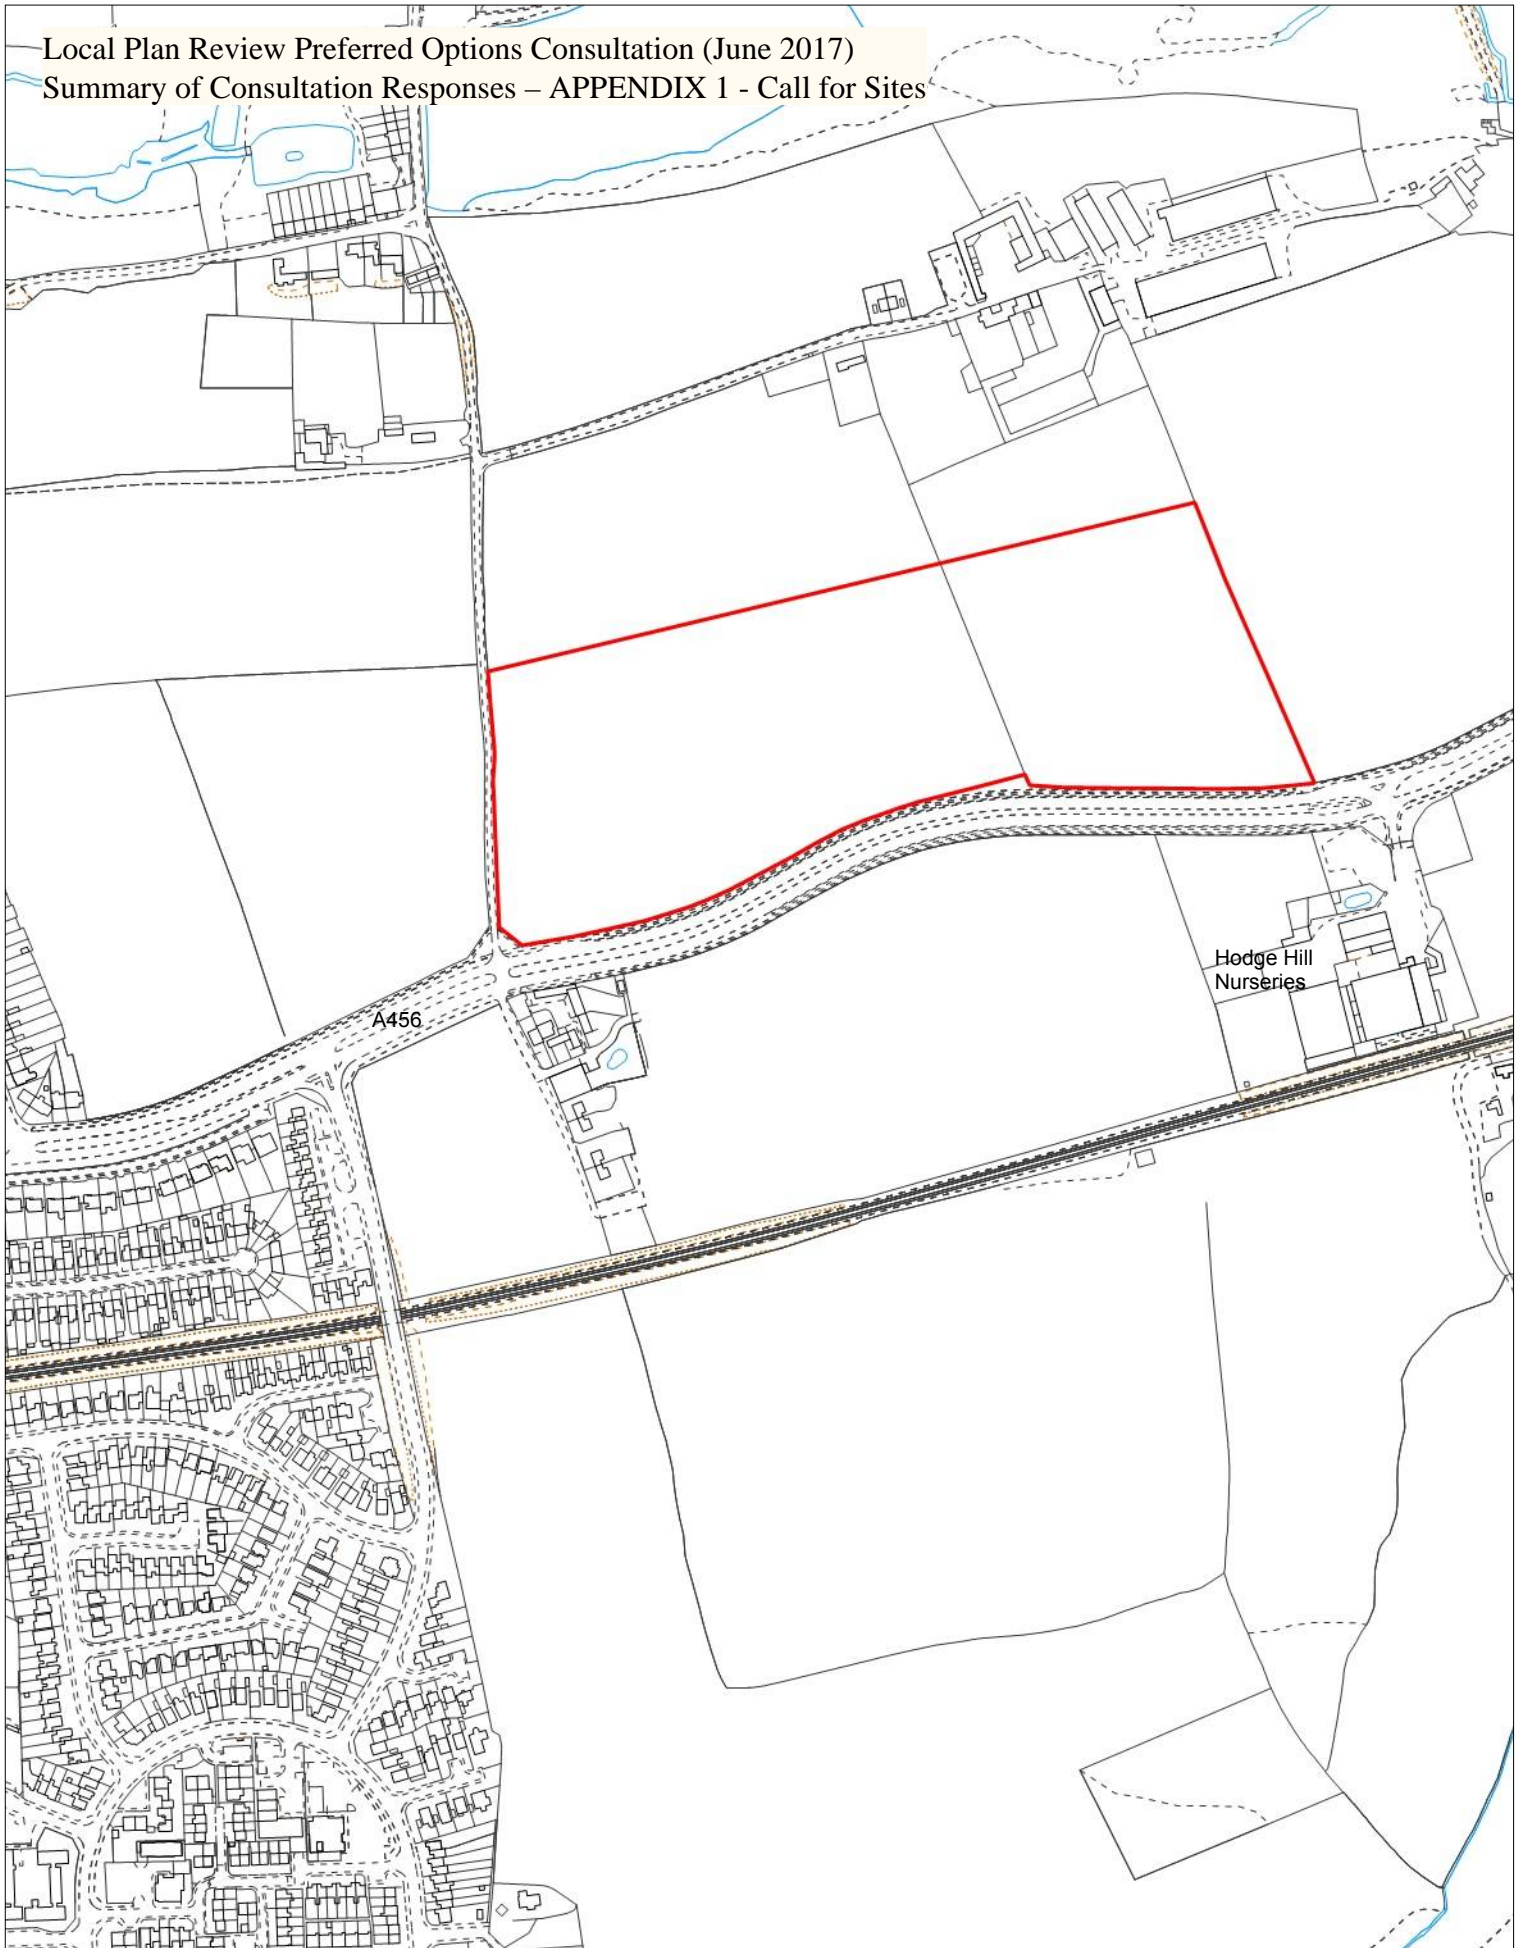 Local Plan Review Preferred Options Consultation (June 2017)
Summary of Consultation Responses – APPENDIX 1 - Call for Sites
Hodge Hill
Nurseries
A456